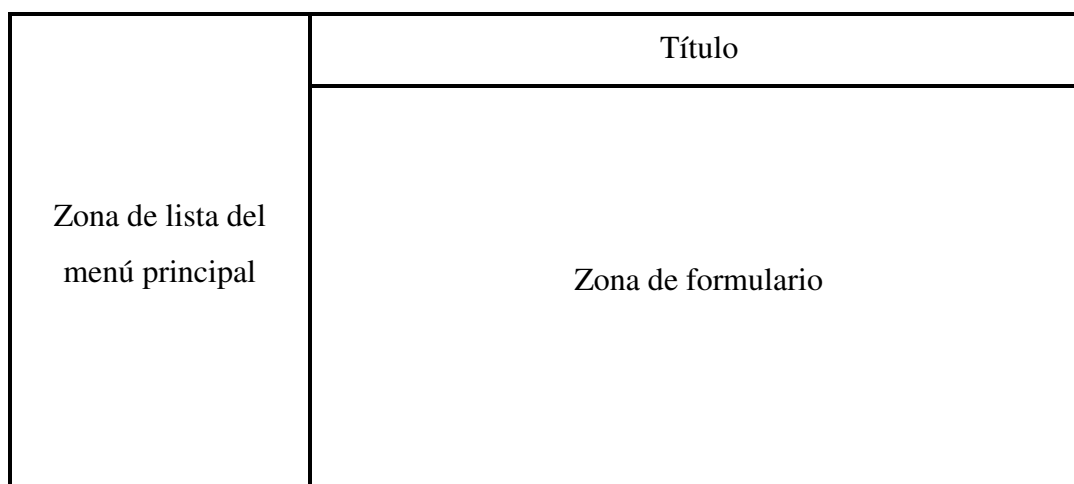 Título
Zona de lista del
menú principal
Zona de formulario